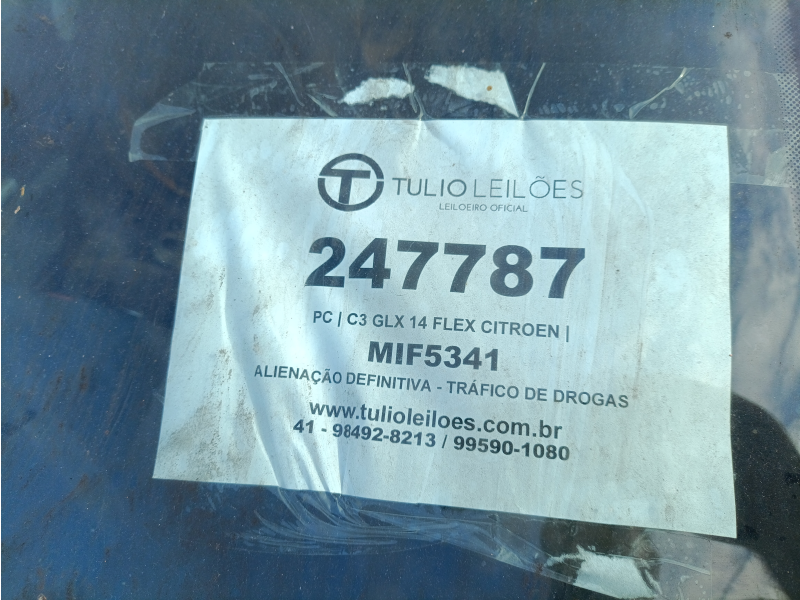 TULIO LEILÕES
LEILOEIRO OFICIAL
247787
PC | C3 GLX 14 FLEX CITROEN |
MIF5341
ALIENAÇÃO DEFINITIVA - TRÁFICO DE DROGAS
www.tulioleiloes.com.br
41 - 98492-8213 / 99590-1080